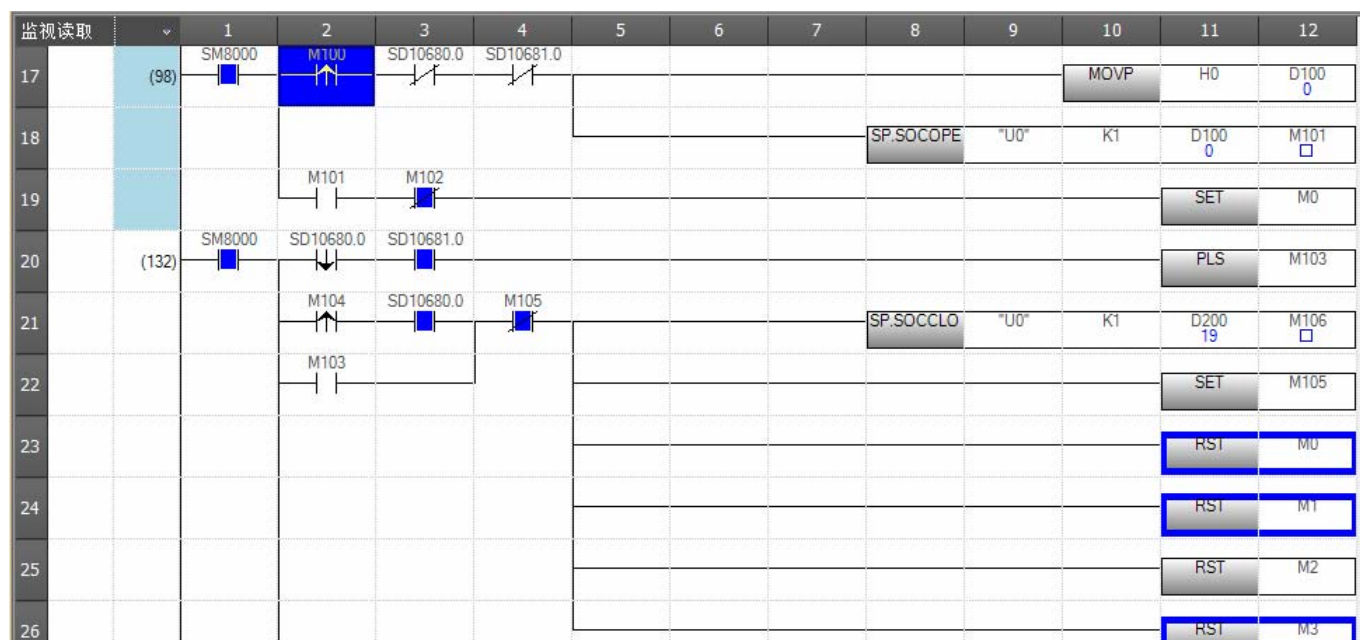 监视读取 1 2 3 4 5 6 7 8 9 10 11 12
SM8000 M100 SD10680.0 SD10681.0
17 (98) MOVP H0 D100
0
18 SP.SOCOPE "U0" K1 D100 M101
0
M101 M102
19 SET M0
SM8000 SD10680.0 SD10681.0
20 (132) PLS M103
M104 SD10680.0 M105
21 SP.SOCCLO "U0" K1 D200 M106
19
M103
22 SET M105
23 RST M0
24 RST M1
25 RST M2
26 RST M3